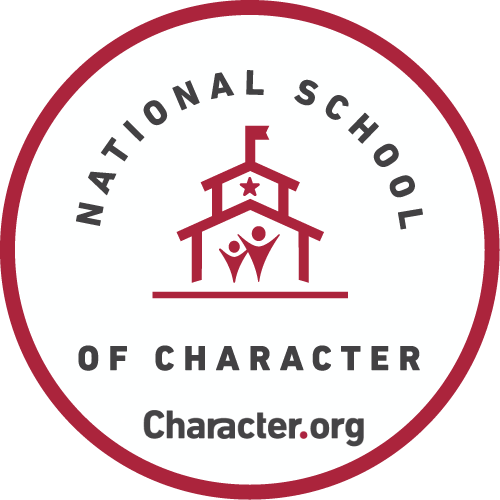 NATIONAL SCHOOL
OF CHARACTER
Character.org